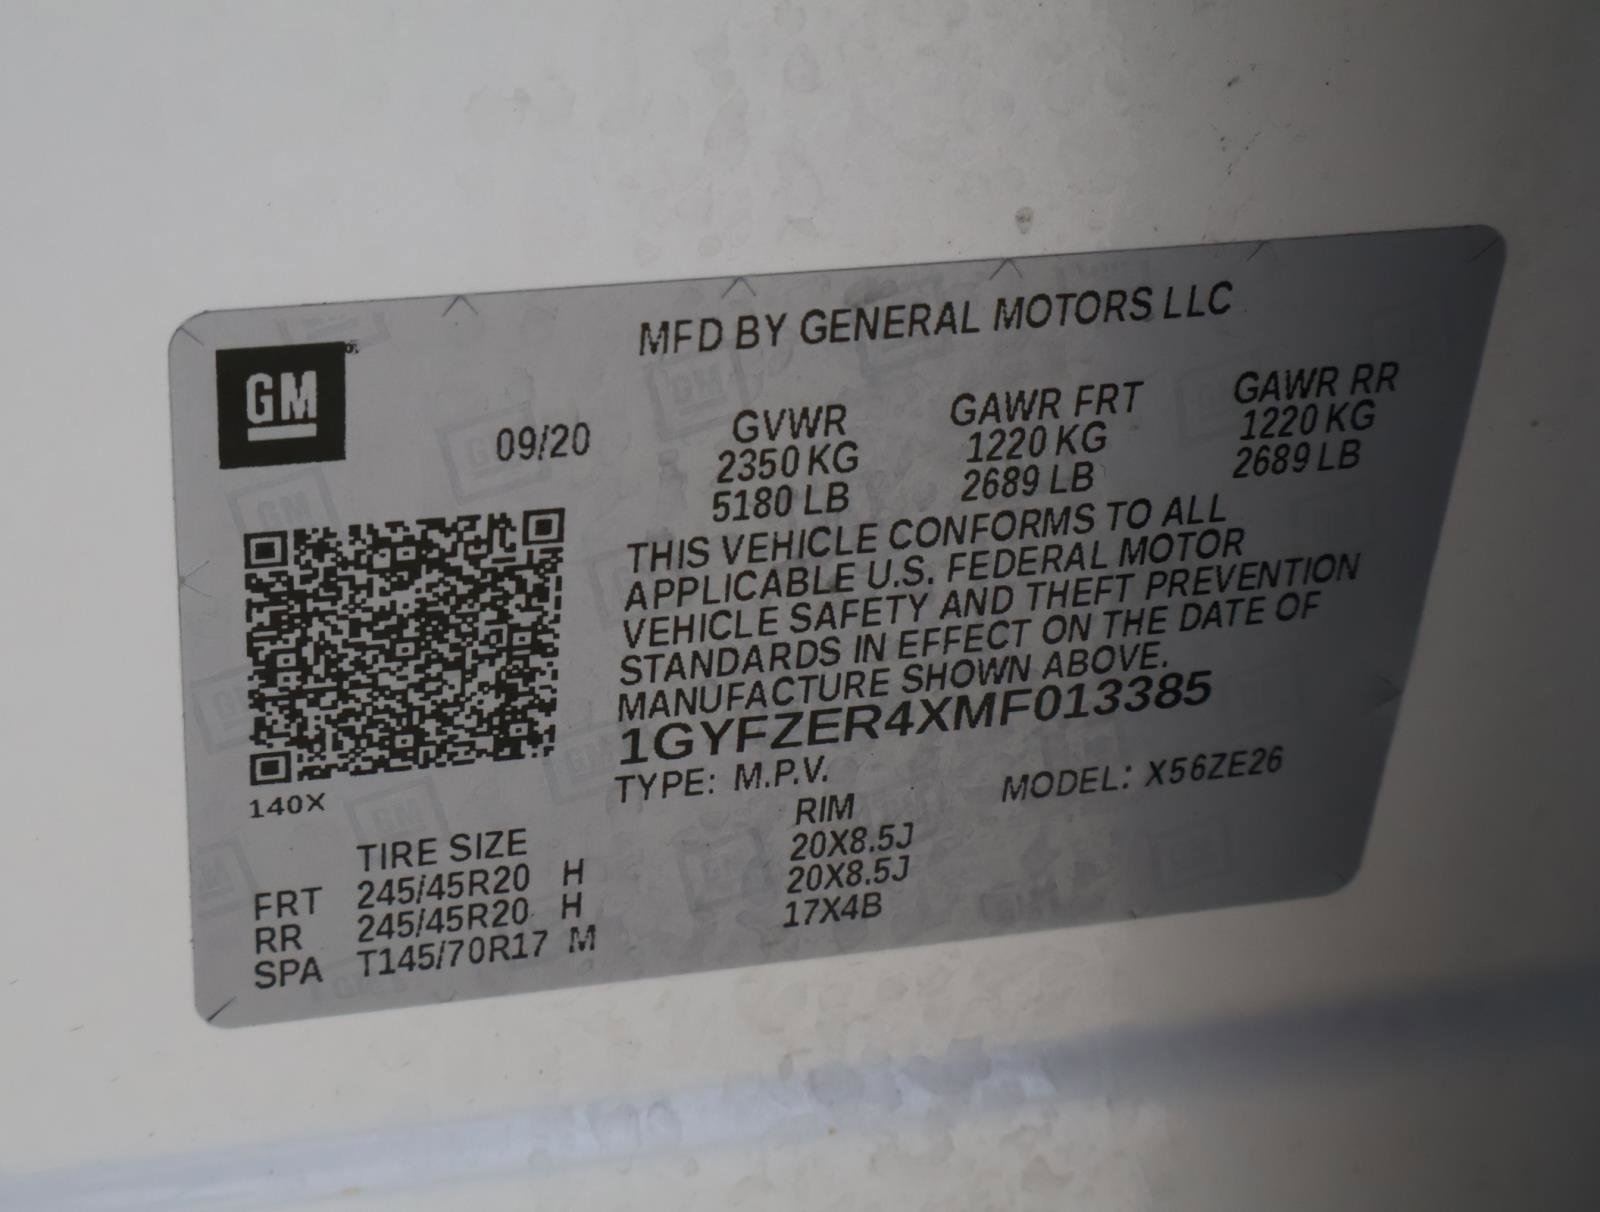 GM
MFD BY GENERAL MOTORS LLC
09/20
GVWR GAWR FRT GAWR RR
2350 KG 1220 KG 1220 KG
5180 LB 2689 LB 2689 LB
THIS VEHICLE CONFORMS TO ALL
APPLICABLE U.S. FEDERAL MOTOR
VEHICLE SAFETY AND THEFT PREVENTION
STANDARDS IN EFFECT ON THE DATE OF
MANUFACTURE SHOWN ABOVE.
1GYFZER4XMF013385
TYPE: M.P.V. MODEL: X56ZE26
140X
TIRE SIZE RIM
FRT 245/45R20 H 20X8.5J
RR 245/45R20 H 20X8.5J
SPA T145/70R17 M 17X4B